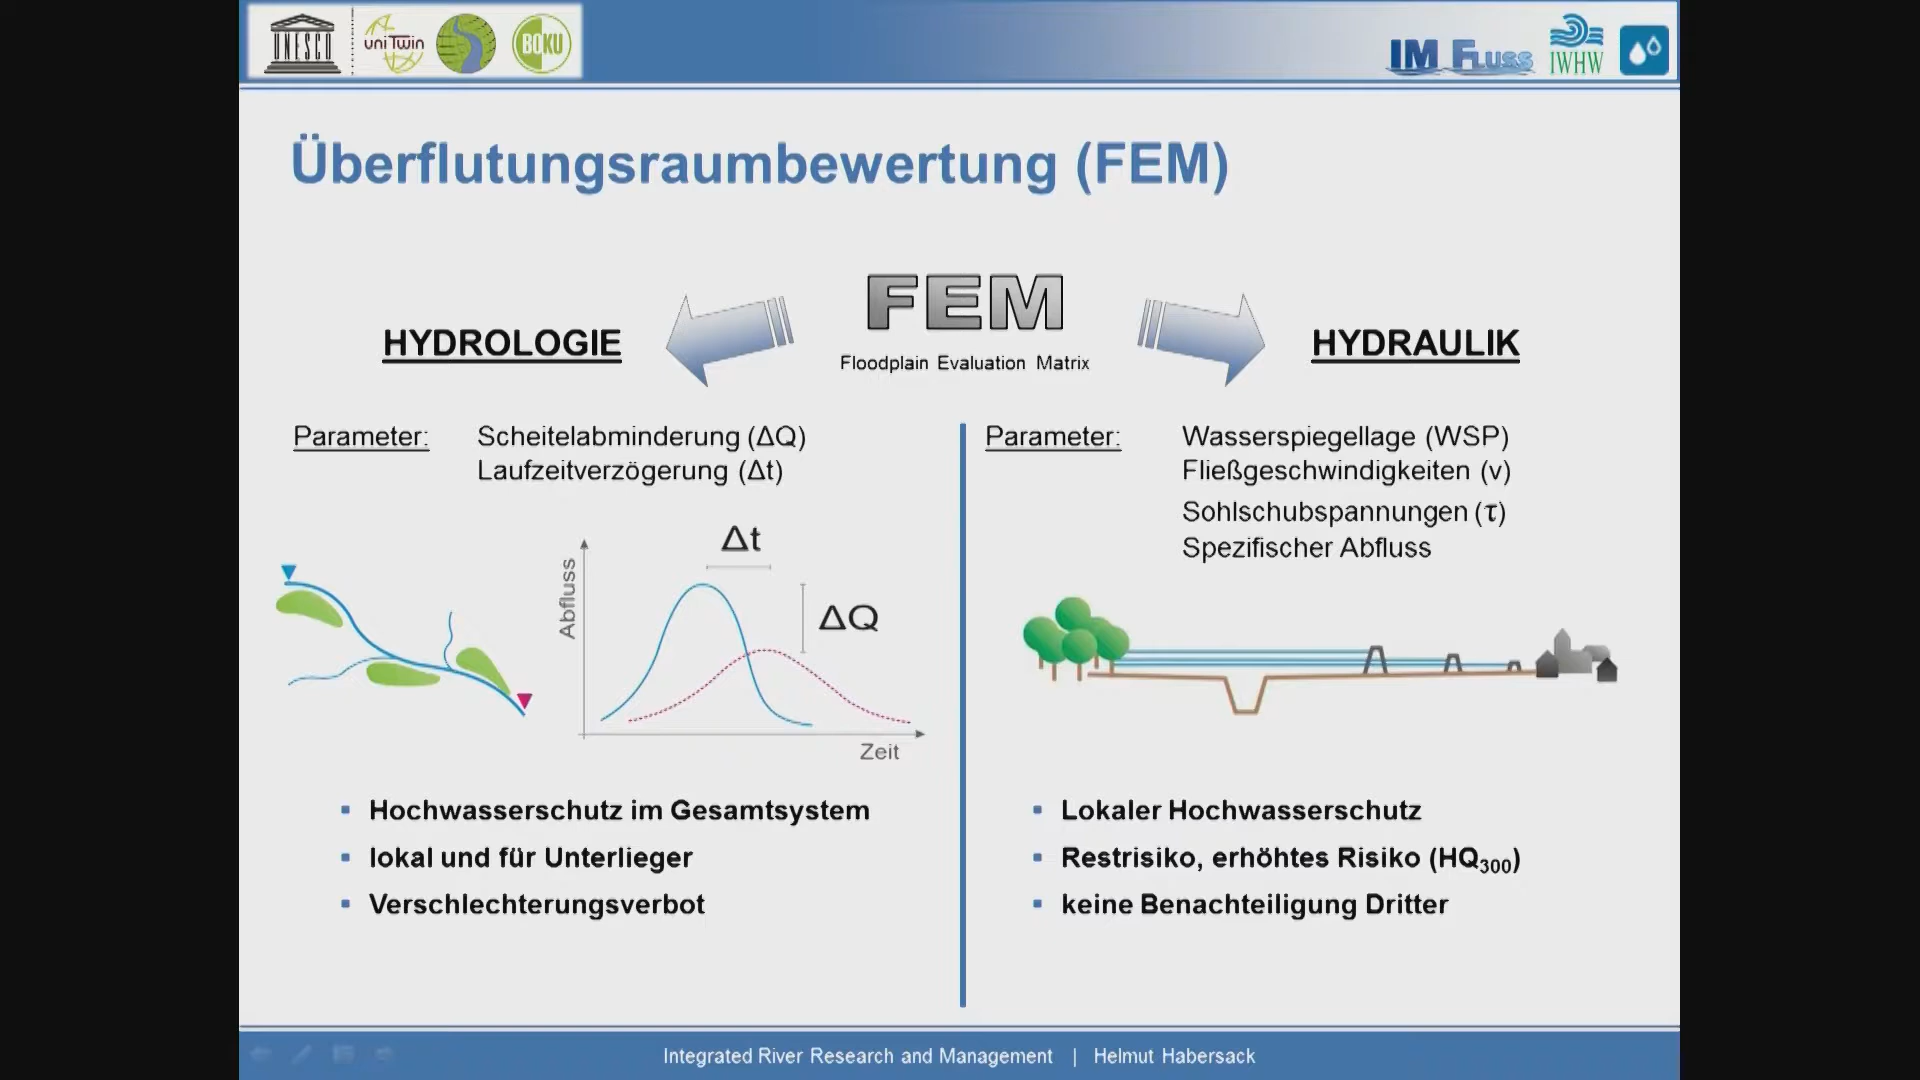 UNESCO
uniTwin
BOKU
IM Fluss
IWHW
Überflutungsraumbewertung (FEM)
FEM
Floodplain Evaluation Matrix
HYDROLOGIE
HYDRAULIK
Parameter: Scheitelabminderung (ΔQ)
Laufzeitverzögerung (Δt)
Parameter: Wasserspiegellage (WSP)
Fließgeschwindigkeiten (v)
Sohlschubspannungen (τ)
Spezifischer Abfluss
Δt
Abfluss
ΔQ
Zeit
▪ Hochwasserschutz im Gesamtsystem
▪ lokal und für Unterlieger
▪ Verschlechterungsverbot
▪ Lokaler Hochwasserschutz
▪ Restrisiko, erhöhtes Risiko (HQ300)
▪ keine Benachteiligung Dritter
Integrated River Research and Management | Helmut Habersack